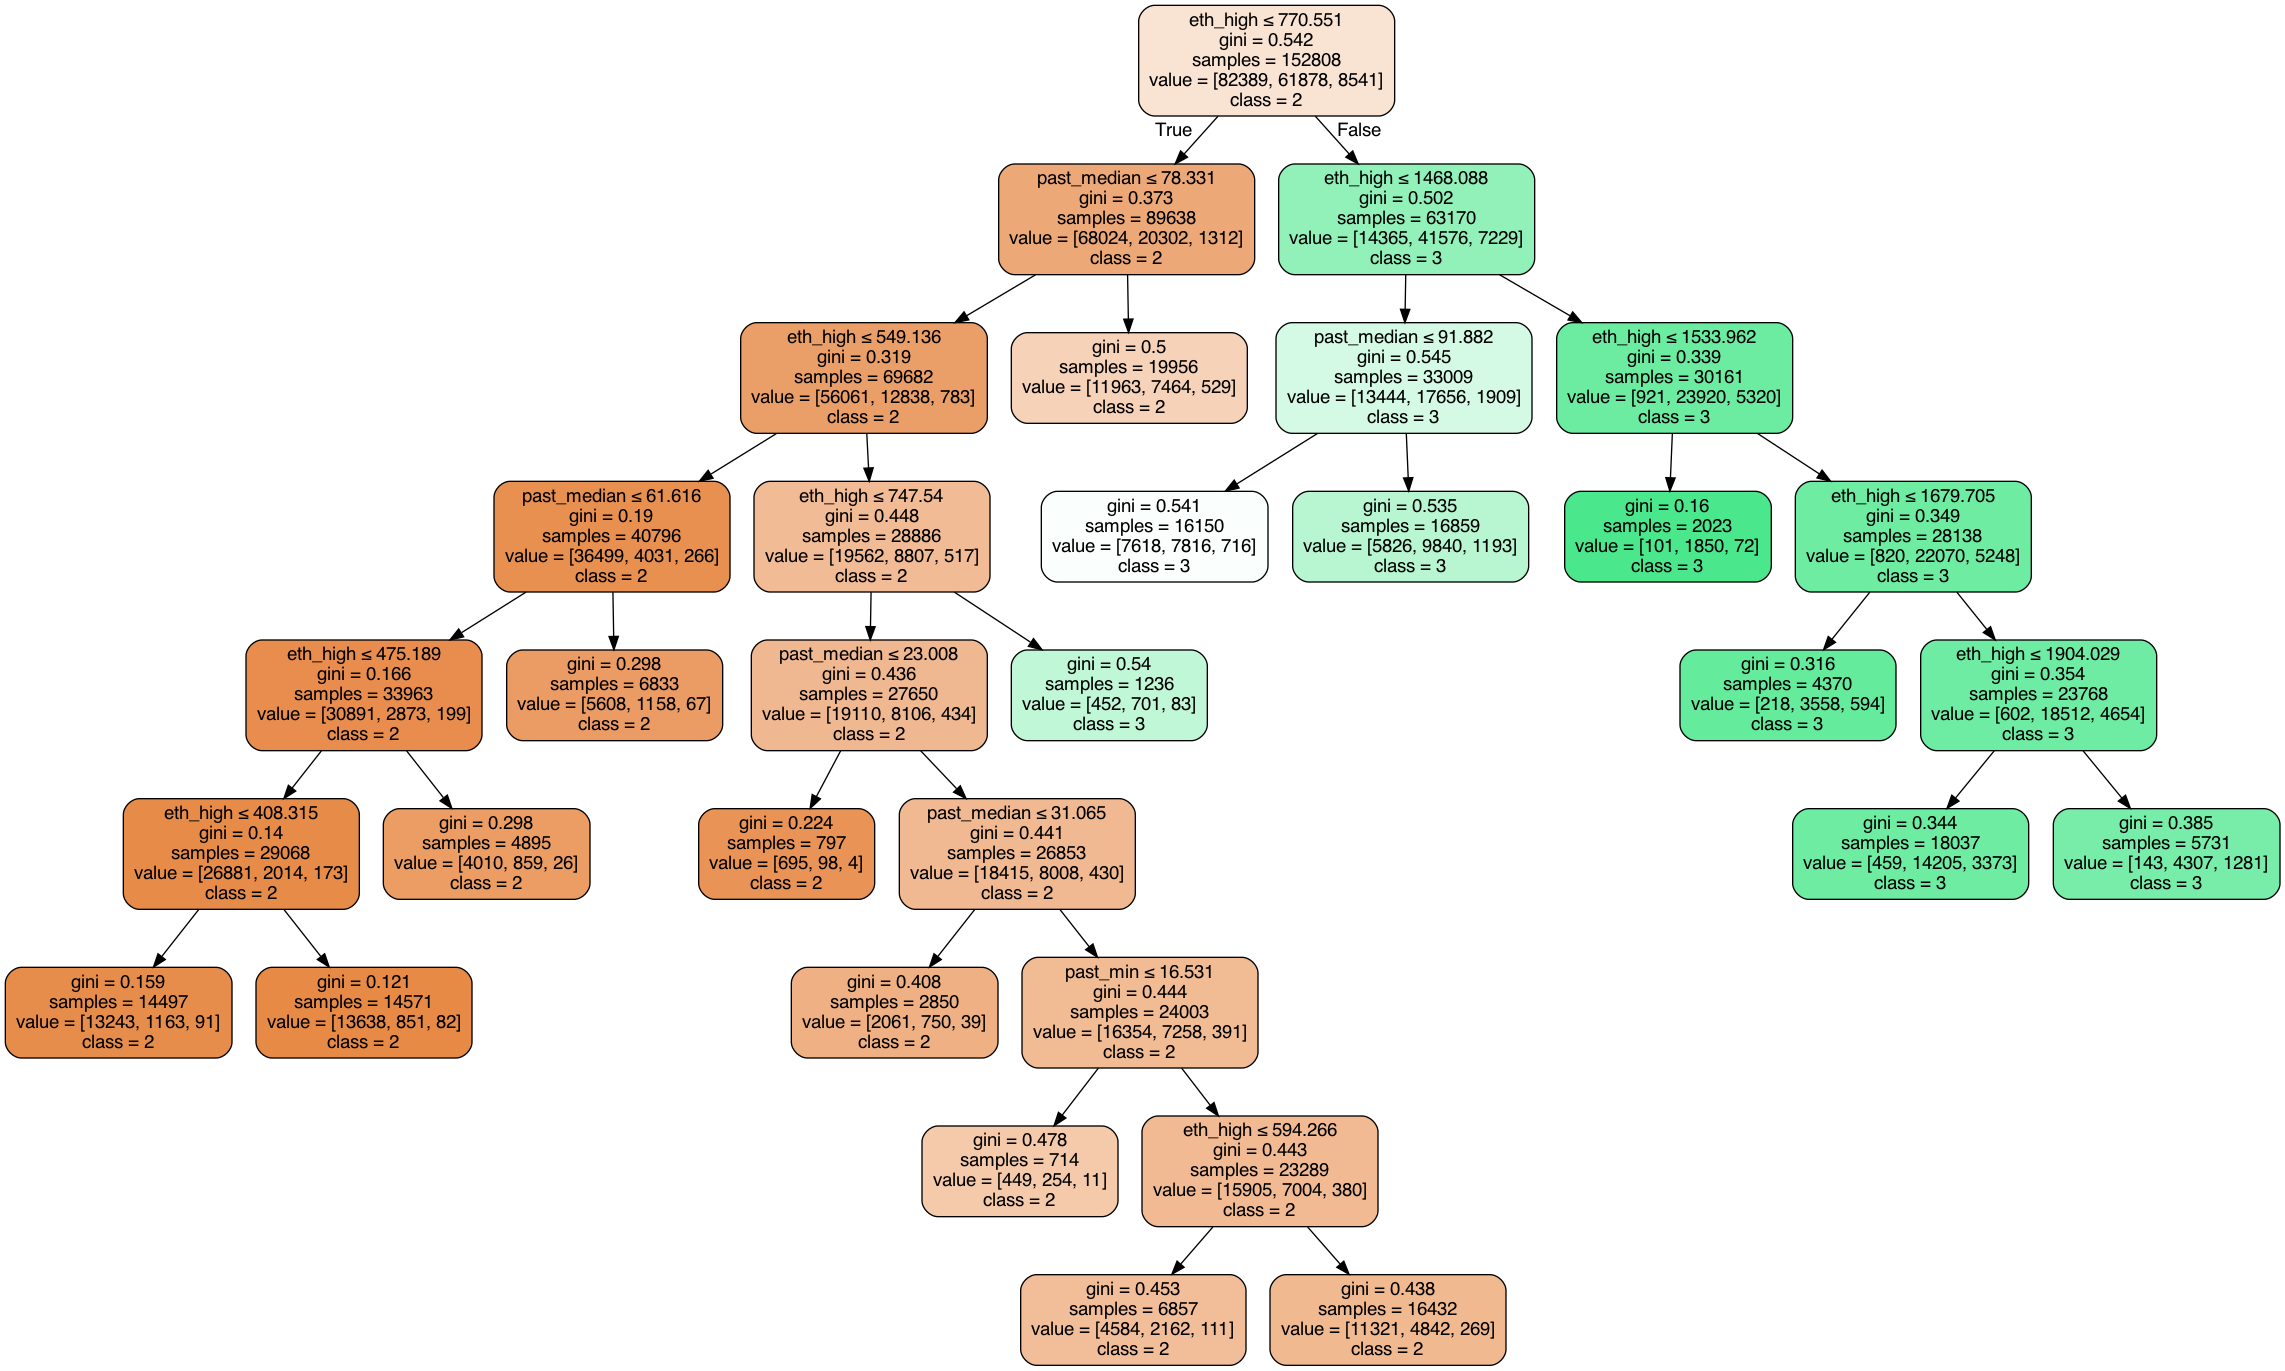 eth_high ≤ 770.551
gini = 0.542
samples = 152808
value = [82389, 61878, 8541]
class = 2
True
False
past_median ≤ 78.331
gini = 0.373
samples = 89638
value = [68024, 20302, 1312]
class = 2
eth_high ≤ 1468.088
gini = 0.502
samples = 63170
value = [14365, 41576, 7229]
class = 3
eth_high ≤ 549.136
gini = 0.319
samples = 69682
value = [56061, 12838, 783]
class = 2
gini = 0.5
samples = 19956
value = [11963, 7464, 529]
class = 2
past_median ≤ 91.882
gini = 0.545
samples = 33009
value = [13444, 17656, 1909]
class = 3
eth_high ≤ 1533.962
gini = 0.339
samples = 30161
value = [921, 23920, 5320]
class = 3
past_median ≤ 61.616
gini = 0.19
samples = 40796
value = [36499, 4031, 266]
class = 2
eth_high ≤ 747.54
gini = 0.448
samples = 28886
value = [19562, 8807, 517]
class = 2
gini = 0.541
samples = 16150
value = [7618, 7816, 716]
class = 3
gini = 0.535
samples = 16859
value = [5826, 9840, 1193]
class = 3
gini = 0.16
samples = 2023
value = [101, 1850, 72]
class = 3
eth_high ≤ 1679.705
gini = 0.349
samples = 28138
value = [820, 22070, 5248]
class = 3
eth_high ≤ 475.189
gini = 0.166
samples = 33963
value = [30891, 2873, 199]
class = 2
gini = 0.298
samples = 6833
value = [5608, 1158, 67]
class = 2
past_median ≤ 23.008
gini = 0.436
samples = 27650
value = [19110, 8106, 434]
class = 2
gini = 0.54
samples = 1236
value = [452, 701, 83]
class = 3
gini = 0.316
samples = 4370
value = [218, 3558, 594]
class = 3
eth_high ≤ 1904.029
gini = 0.354
samples = 23768
value = [602, 18512, 4654]
class = 3
eth_high ≤ 408.315
gini = 0.14
samples = 29068
value = [26881, 2014, 173]
class = 2
gini = 0.298
samples = 4895
value = [4010, 859, 26]
class = 2
gini = 0.224
samples = 797
value = [695, 98, 4]
class = 2
past_median ≤ 31.065
gini = 0.441
samples = 26853
value = [18415, 8008, 430]
class = 2
gini = 0.344
samples = 18037
value = [459, 14205, 3373]
class = 3
gini = 0.385
samples = 5731
value = [143, 4307, 1281]
class = 3
gini = 0.159
samples = 14497
value = [13243, 1163, 91]
class = 2
gini = 0.121
samples = 14571
value = [13638, 851, 82]
class = 2
gini = 0.408
samples = 2850
value = [2061, 750, 39]
class = 2
past_min ≤ 16.531
gini = 0.444
samples = 24003
value = [16354, 7258, 391]
class = 2
gini = 0.478
samples = 714
value = [449, 254, 11]
class = 2
eth_high ≤ 594.266
gini = 0.443
samples = 23289
value = [15905, 7004, 380]
class = 2
gini = 0.453
samples = 6857
value = [4584, 2162, 111]
class = 2
gini = 0.438
samples = 16432
value = [11321, 4842, 269]
class = 2